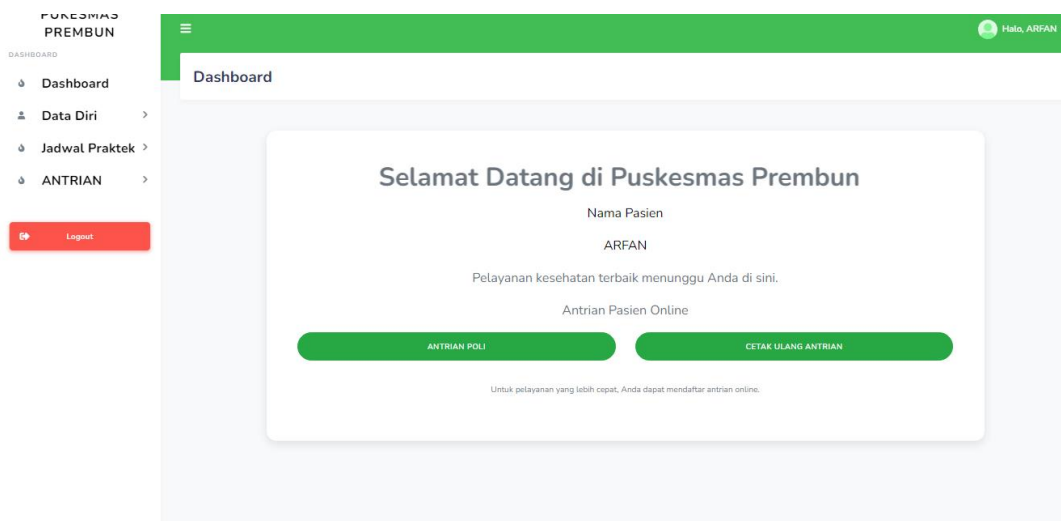 PUKESMAS
PREMBUN
DASHBOARD
Dashboard
Data Diri
Jadwal Praktek
ANTRIAN
Logout
Halo, ARFAN
Dashboard
Selamat Datang di Puskesmas Prembun
Nama Pasien
ARFAN
Pelayanan kesehatan terbaik menunggu Anda di sini.
Antrian Pasien Online
ANTRIAN POLI
CETAK ULANG ANTRIAN
Untuk pelayanan yang lebih cepat, Anda dapat mendaftar antrian online.